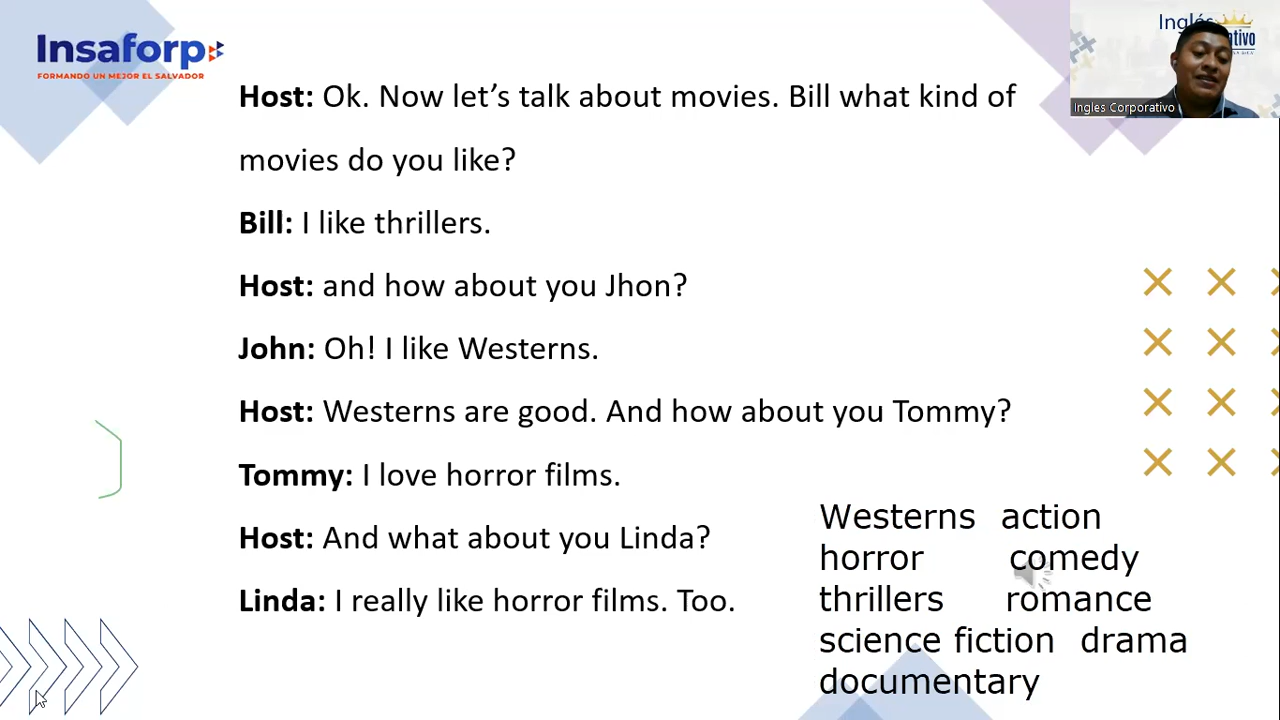 Insaforp
FORMANDO UN MEJOR EL SALVADOR
Inglés
Ingles Corporativo
Host: Ok. Now let’s talk about movies. Bill what kind of
movies do you like?
Bill: I like thrillers.
Host: and how about you Jhon?
John: Oh! I like Westerns.
Host: Westerns are good. And how about you Tommy?
Tommy: I love horror films.
Host: And what about you Linda?
Linda: I really like horror films. Too.
Westerns action
horror comedy
thrillers romance
science fiction drama
documentary